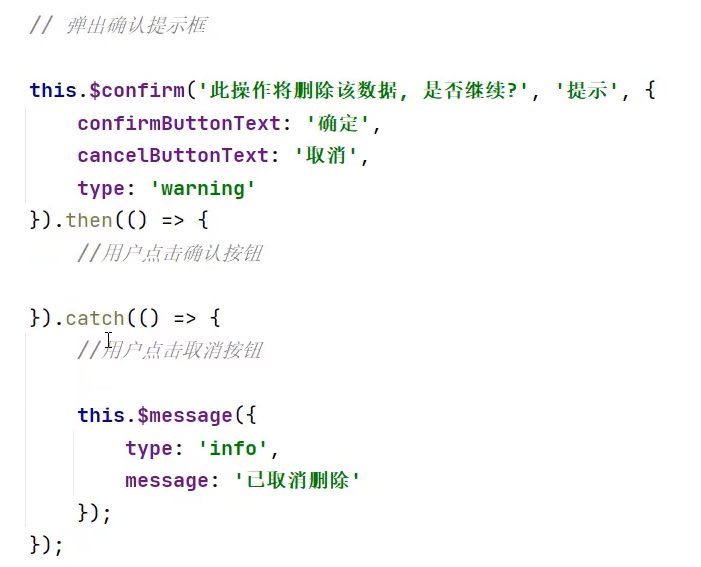 // 弹出确认提示框
this.$confirm('此操作将删除该数据, 是否继续?', '提示', {
confirmButtonText: '确定',
cancelButtonText: '取消',
type: 'warning'
}).then(() => {
//用户点击确认按钮
}).catch(() => {
//用户点击取消按钮
this.$message({
type: 'info',
message: '已取消删除'
});
});